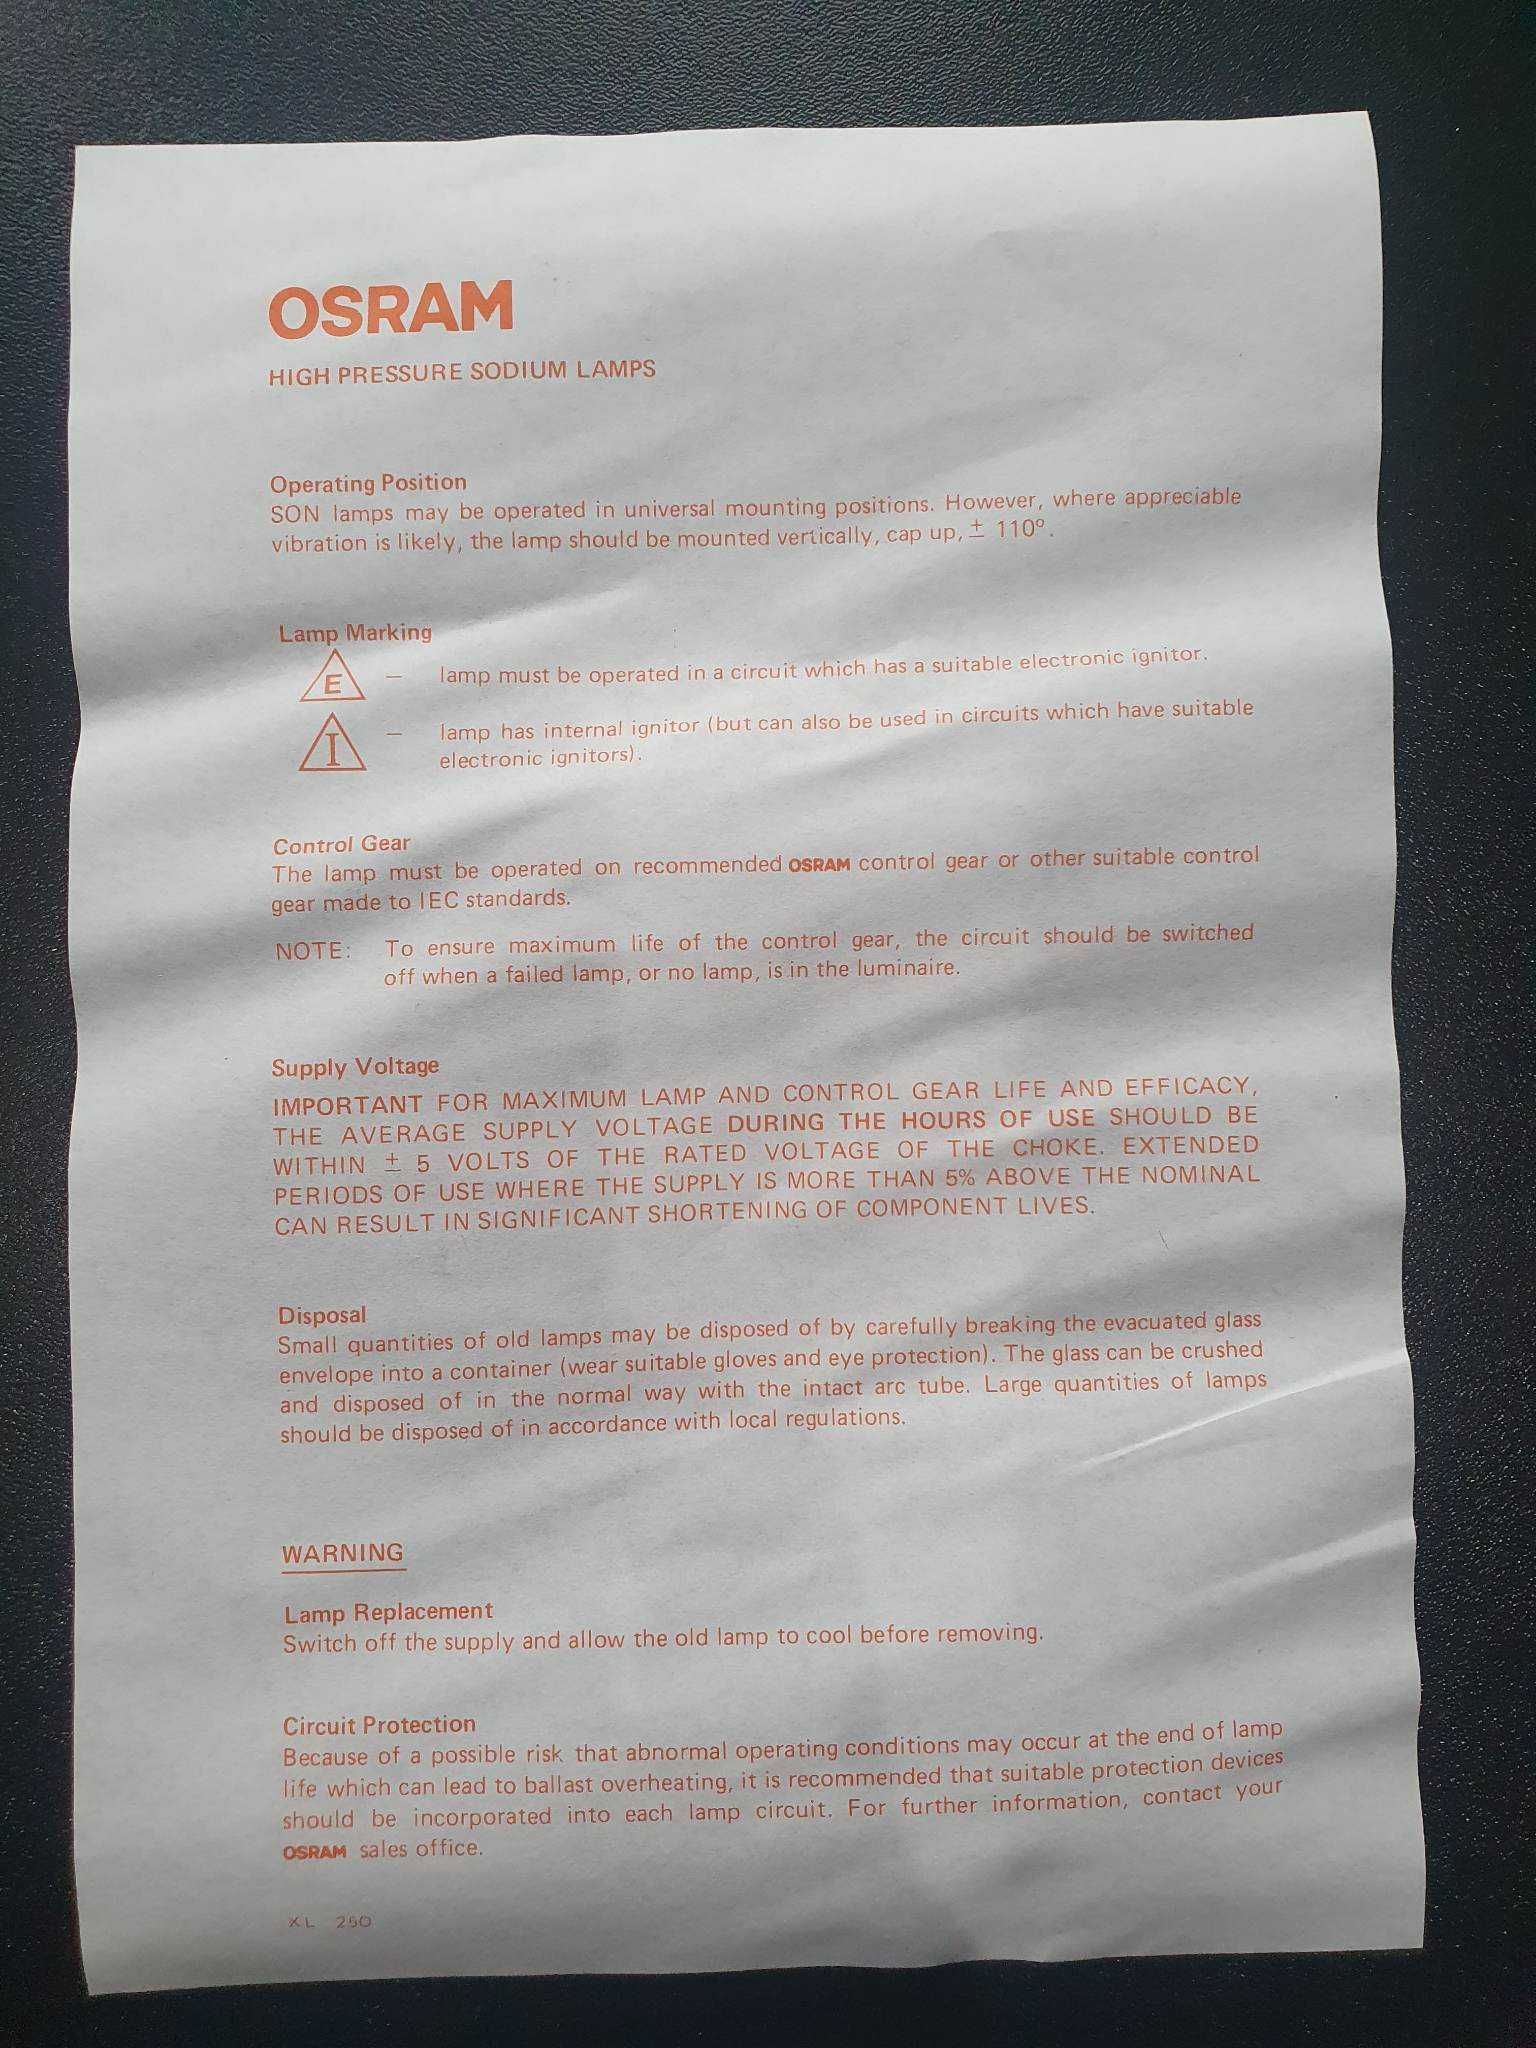 OSRAM
HIGH PRESSURE SODIUM LAMPS
Operating Position
SON lamps may be operated in universal mounting positions. However, where appreciable
vibration is likely, the lamp should be mounted vertically, cap up, ± 110°.
Lamp Marking
E – lamp must be operated in a circuit which has a suitable electronic ignitor.
I – lamp has internal ignitor (but can also be used in circuits which have suitable
electronic ignitors).
Control Gear
The lamp must be operated on recommended OSRAM control gear or other suitable control
gear made to IEC standards.
NOTE: To ensure maximum life of the control gear, the circuit should be switched
off when a failed lamp, or no lamp, is in the luminaire.
Supply Voltage
IMPORTANT FOR MAXIMUM LAMP AND CONTROL GEAR LIFE AND EFFICACY,
THE AVERAGE SUPPLY VOLTAGE DURING THE HOURS OF USE SHOULD BE
WITHIN ± 5 VOLTS OF THE RATED VOLTAGE OF THE CHOKE. EXTENDED
PERIODS OF USE WHERE THE SUPPLY IS MORE THAN 5% ABOVE THE NOMINAL
CAN RESULT IN SIGNIFICANT SHORTENING OF COMPONENT LIVES.
Disposal
Small quantities of old lamps may be disposed of by carefully breaking the evacuated glass
envelope into a container (wear suitable gloves and eye protection). The glass can be crushed
and disposed of in the normal way with the intact arc tube. Large quantities of lamps
should be disposed of in accordance with local regulations.
WARNING
Lamp Replacement
Switch off the supply and allow the old lamp to cool before removing.
Circuit Protection
Because of a possible risk that abnormal operating conditions may occur at the end of lamp
life which can lead to ballast overheating, it is recommended that suitable protection devices
should be incorporated into each lamp circuit. For further information, contact your
OSRAM sales office.
XL 250